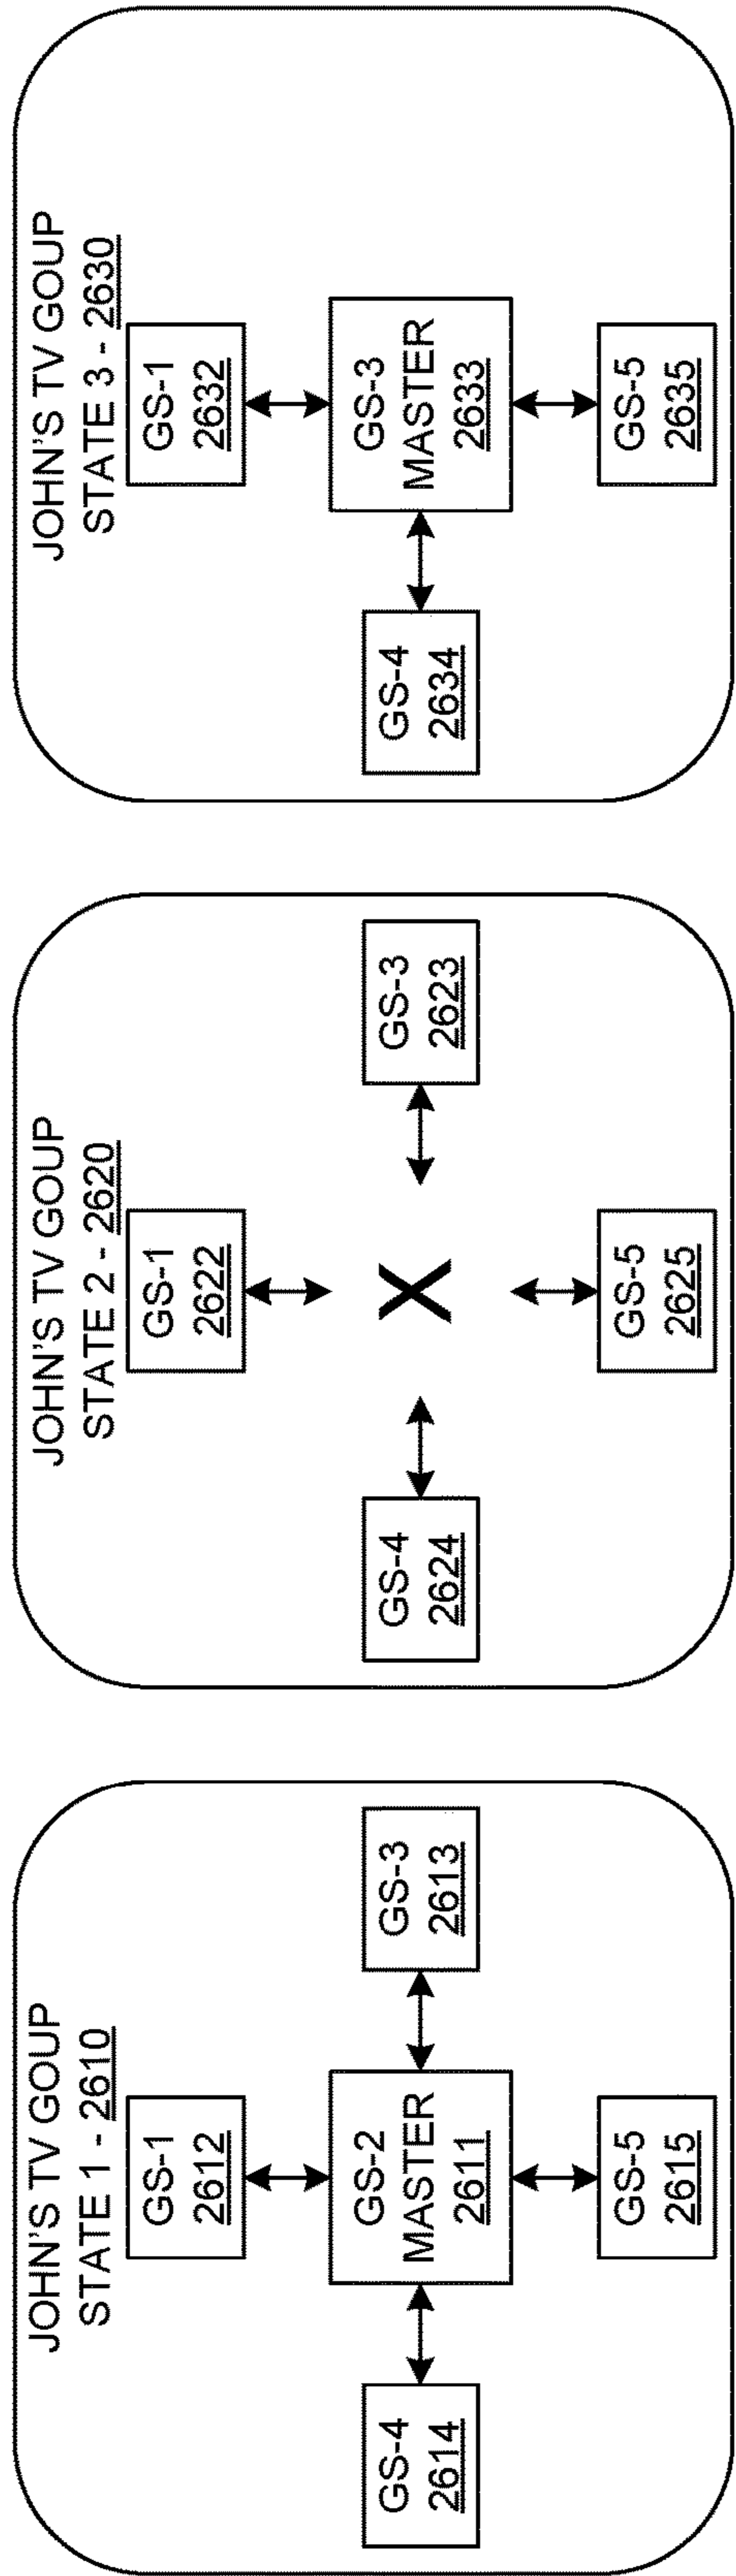 JOHN'S TV GOUP
STATE 1 - 2610
GS-1
2612
GS-4
2614
GS-2
MASTER
2611
GS-3
2613
GS-5
2615
JOHN'S TV GOUP
STATE 2 - 2620
GS-1
2622
GS-4
2624
X
GS-3
2623
GS-5
2625
JOHN'S TV GOUP
STATE 3 - 2630
GS-1
2632
GS-4
2634
GS-3
MASTER
2633
GS-5
2635